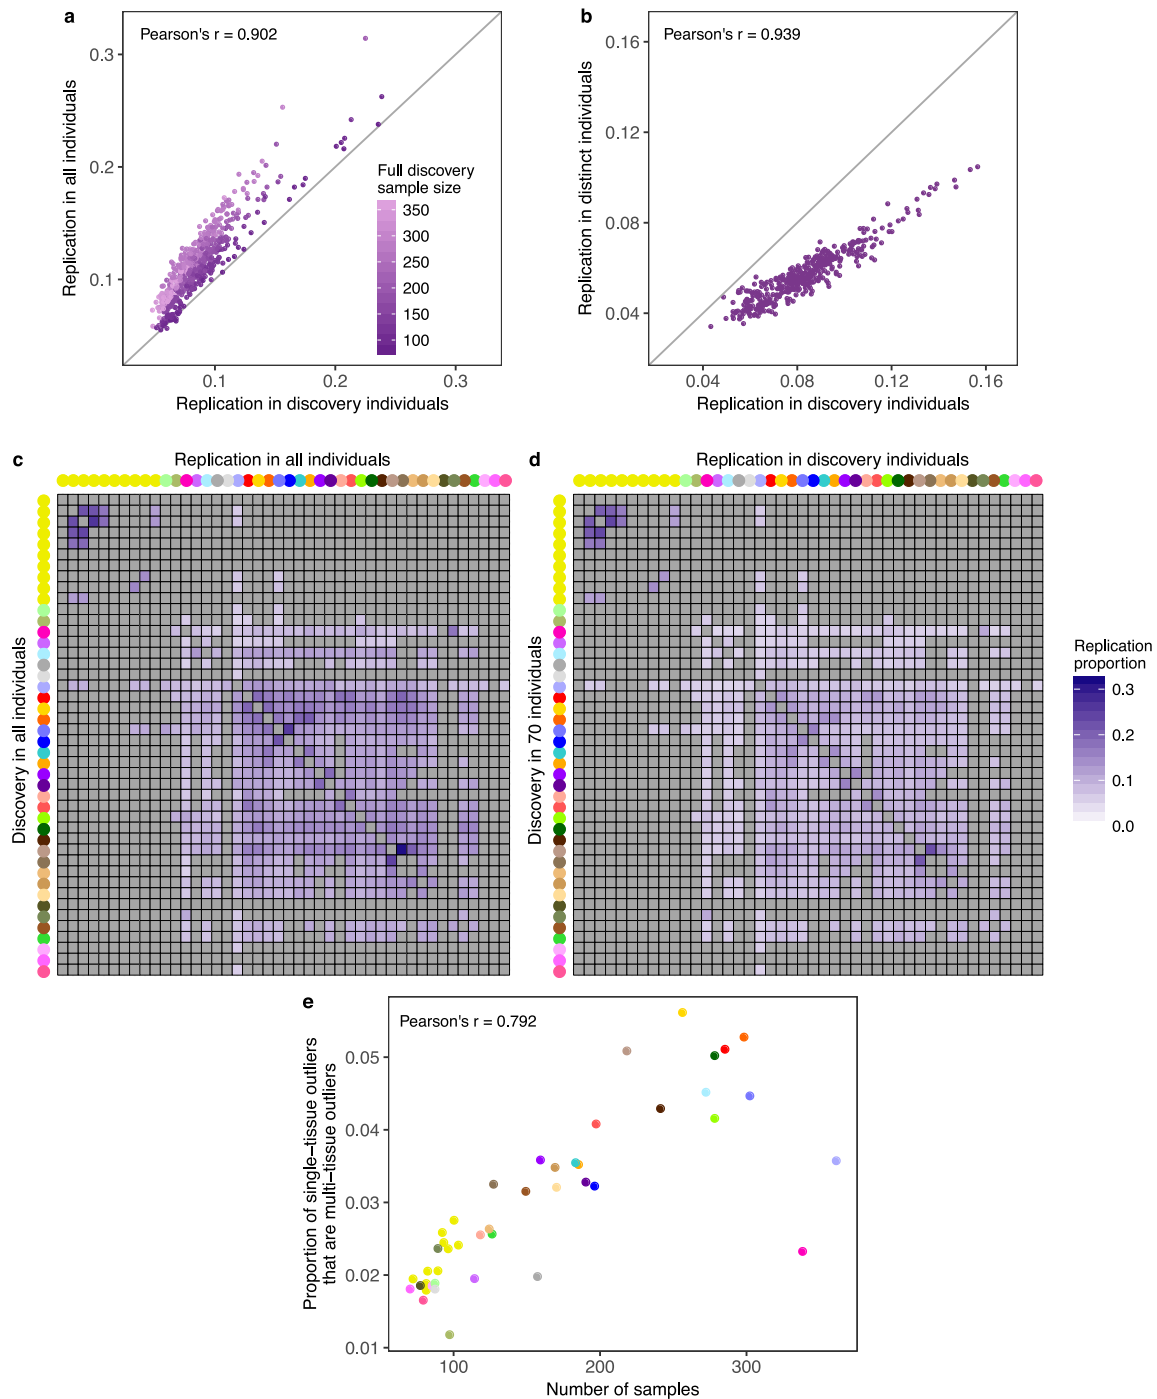 a
Pearson's r = 0.902
Replication in all individuals
0.3
0.2
0.1
Full discovery
sample size
350
300
250
200
150
100
0.1
0.2
0.3
Replication in discovery individuals
b
Pearson's r = 0.939
Replication in distinct individuals
0.16
0.12
0.08
0.04
0.04
0.08
0.12
0.16
Replication in discovery individuals
c
Replication in all individuals
Discovery in all individuals
d
Replication in discovery individuals
Discovery in 70 individuals
Replication
proportion
0.3
0.2
0.1
0.0
e
Pearson's r = 0.792
Proportion of single−tissue outliers
that are multi−tissue outliers
0.05
0.04
0.03
0.02
0.01
100
200
300
Number of samples